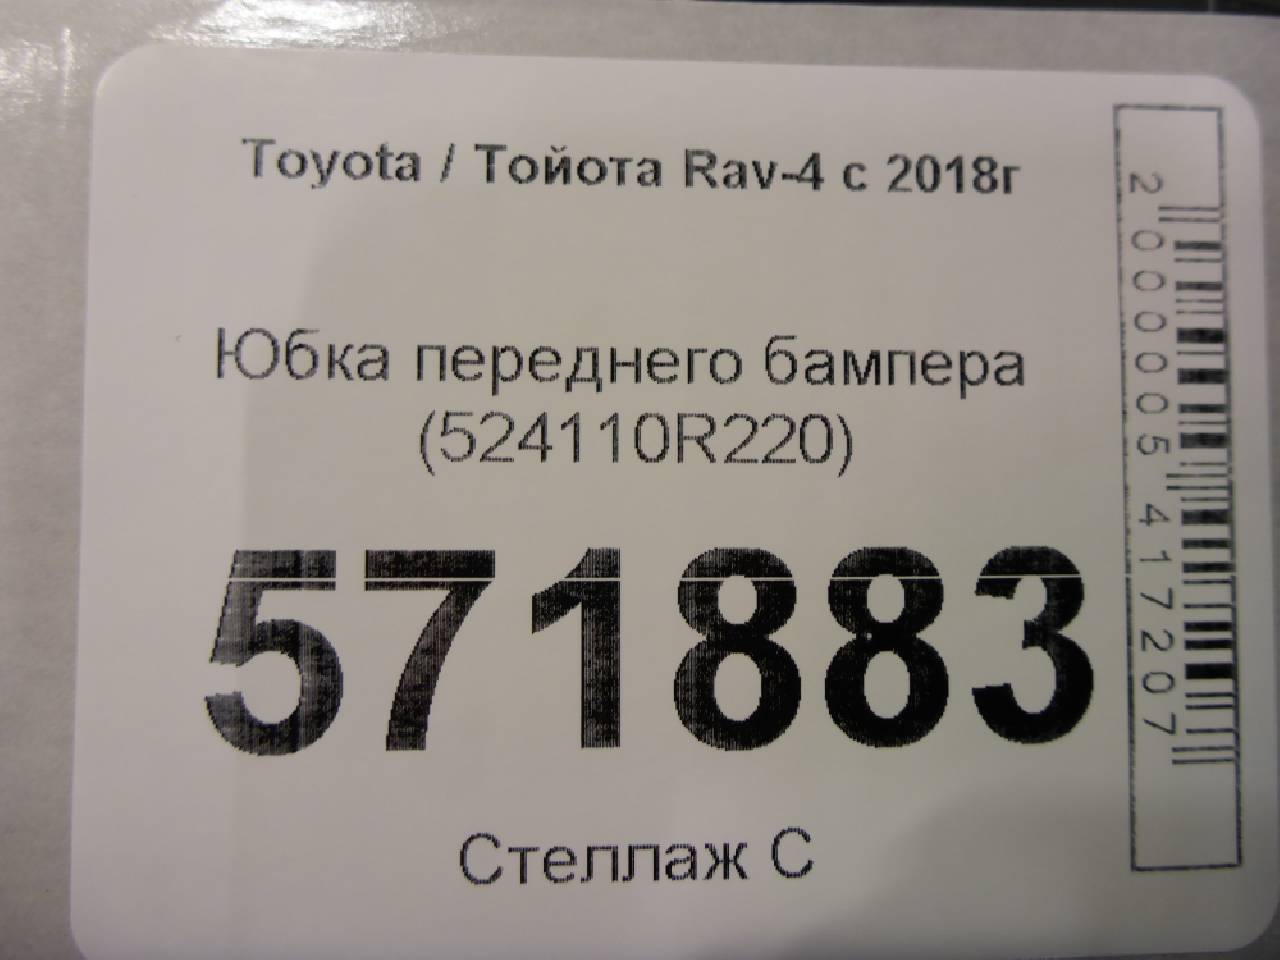 Toyota / Тойота Rav-4 с 2018г
Юбка переднего бампера
(524110R220)
571883
Стеллаж С
2000005417207